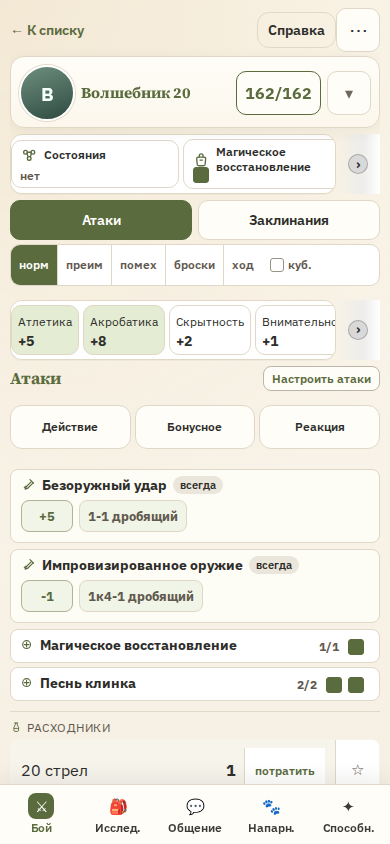 ← К списку
Справка
...
В
Волшебник 20
162/162
▼
Состояния
нет
Магическое
восстановление
›
Атаки
Заклинания
норм
преим
помех
броски
ход
куб.
Атлетика
+5
Акробатика
+8
Скрытность
+2
Внимательно
+1
›
Атаки
Настроить атаки
Действие
Бонусное
Реакция
Безоружный удар
всегда
+5
1-1 дробящий
Импровизированное оружие
всегда
-1
1к4-1 дробящий
Магическое восстановление
1/1
Песнь клинка
2/2
РАСХОДНИКИ
20 стрел
1
потратить
☆
Бой
Исслед.
Общение
Напарн.
Способн.